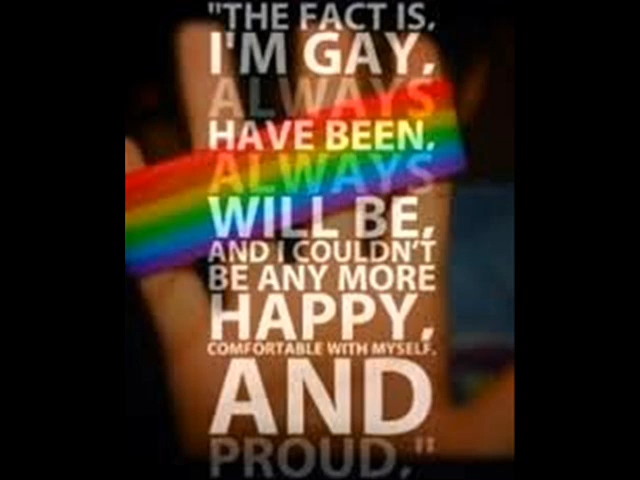 "THE FACT IS,
I'M GAY,
ALWAYS
HAVE BEEN,
ALWAYS
WILL BE,
AND I COULDN'T
BE ANY MORE
HAPPY,
COMFORTABLE WITH MYSELF,
AND
PROUD."